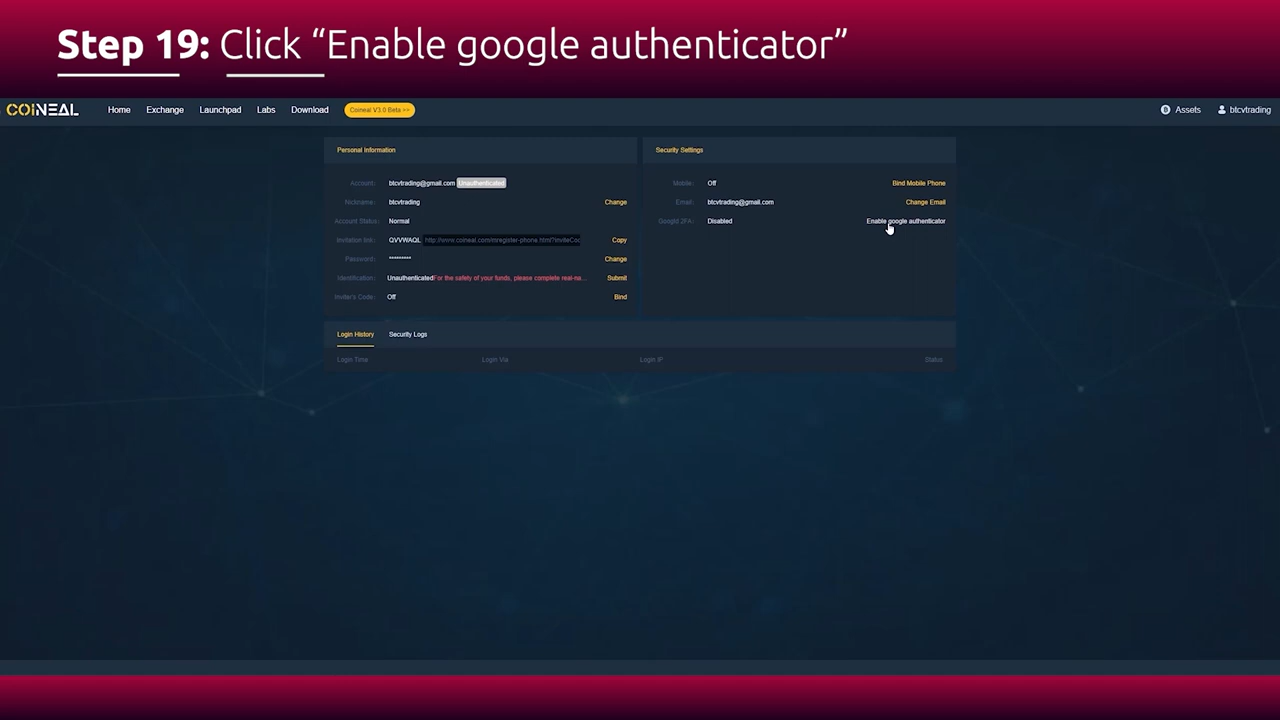 Step 19: Click “Enable google authenticator”
COINEAL Home Exchange Launchpad Labs Download Coineal V3.0 Beta >> Assets btcvtrading
Personal Information
Account: btcvtrading@gmail.com Unauthenticated
Nickname: btcvtrading Change
Account Status: Normal
Invitation link: QVVWAQL http://www.coineal.com/mregister-phone.html?inviteCoc Copy
Password: ********* Change
Identification: Unauthenticated For the safety of your funds, please complete real-na... Submit
Inviter's Code: Off Bind
Security Settings
Mobile: Off Bind Mobile Phone
Email: btcvtrading@gmail.com Change Email
Googld 2FA: Disabled Enable google authenticator
Login History Security Logs
Login Time Login Via Login IP Status